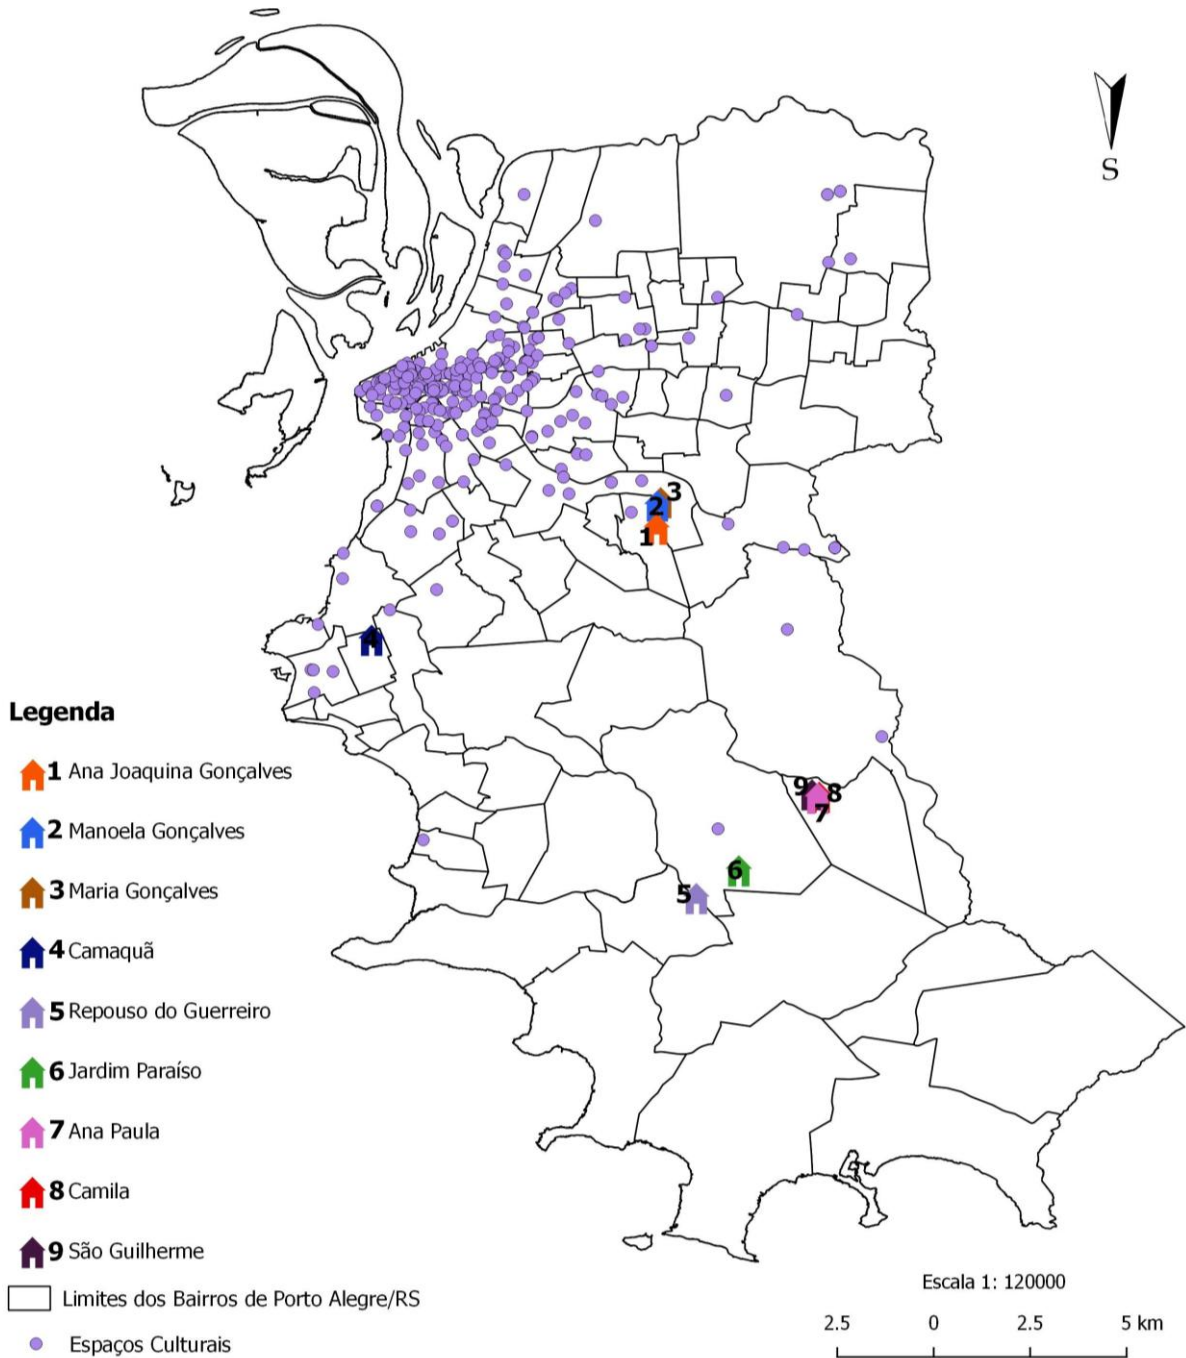 S
3
2
1
4
9
8
7
6
5
Legenda
1 Ana Joaquina Gonçalves
2 Manoela Gonçalves
3 Maria Gonçalves
4 Camaquã
5 Repouso do Guerreiro
6 Jardim Paraíso
7 Ana Paula
8 Camila
9 São Guilherme
Limites dos Bairros de Porto Alegre/RS
Espaços Culturais
Escala 1: 120000
2.5 0 2.5 5 km